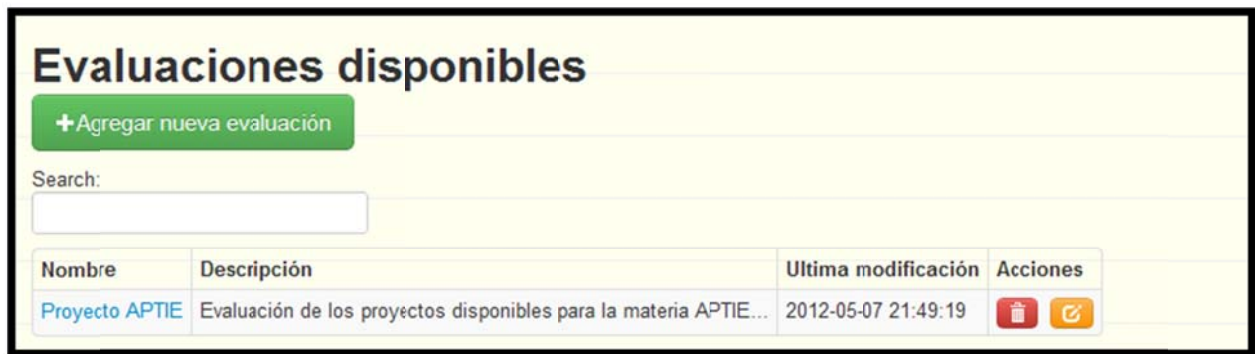 Evaluaciones disponibles
+Agregar nueva evaluación
Search:
Nombre Descripción Ultima modificación Acciones
Proyecto APTIE Evaluación de los proyectos disponibles para la materia APTIE... 2012-05-07 21:49:19